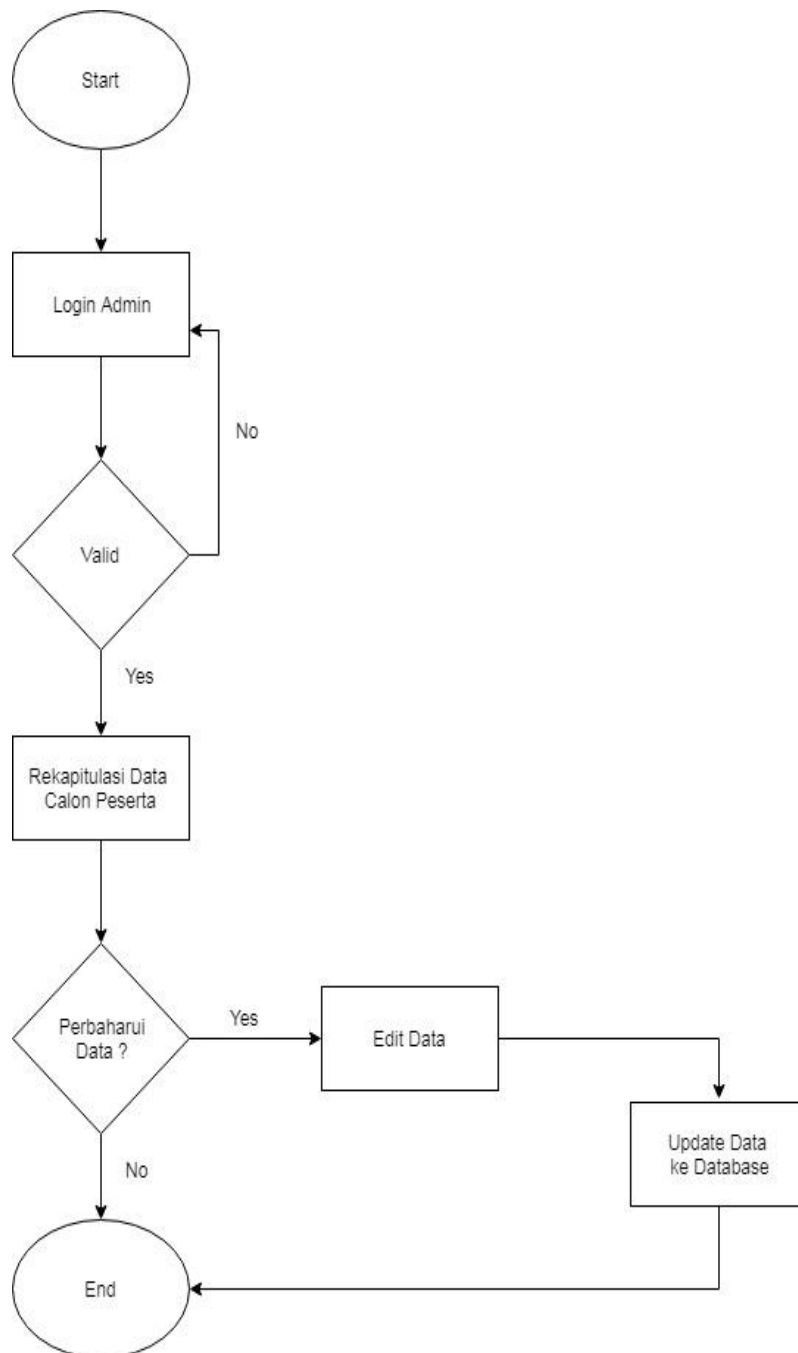 Start
Login Admin
No
Valid
Yes
Rekapitulasi Data
Calon Peserta
Perbaharui
Data ?
Yes
Edit Data
Update Data
ke Database
No
End